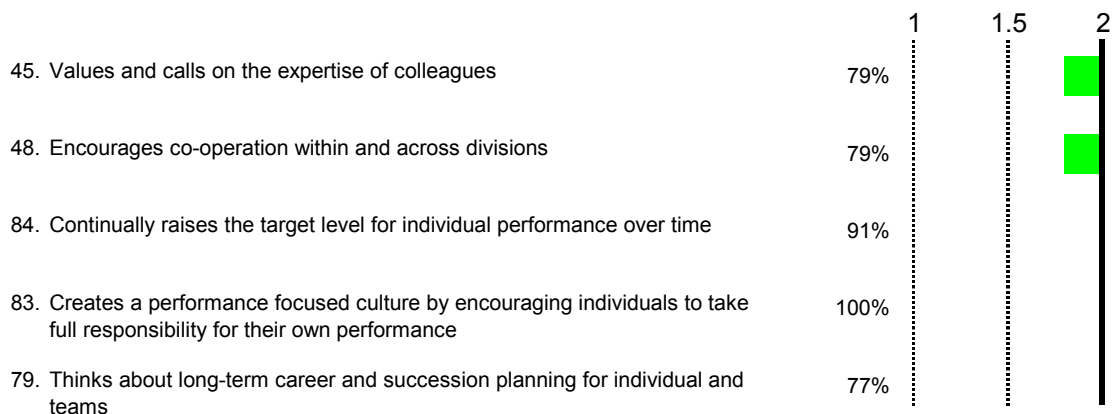 1 1.5 2
45. Values and calls on the expertise of colleagues 79%
48. Encourages co-operation within and across divisions 79%
84. Continually raises the target level for individual performance over time 91%
83. Creates a performance focused culture by encouraging individuals to take 100%
full responsibility for their own performance
79. Thinks about long-term career and succession planning for individual and 77%
teams